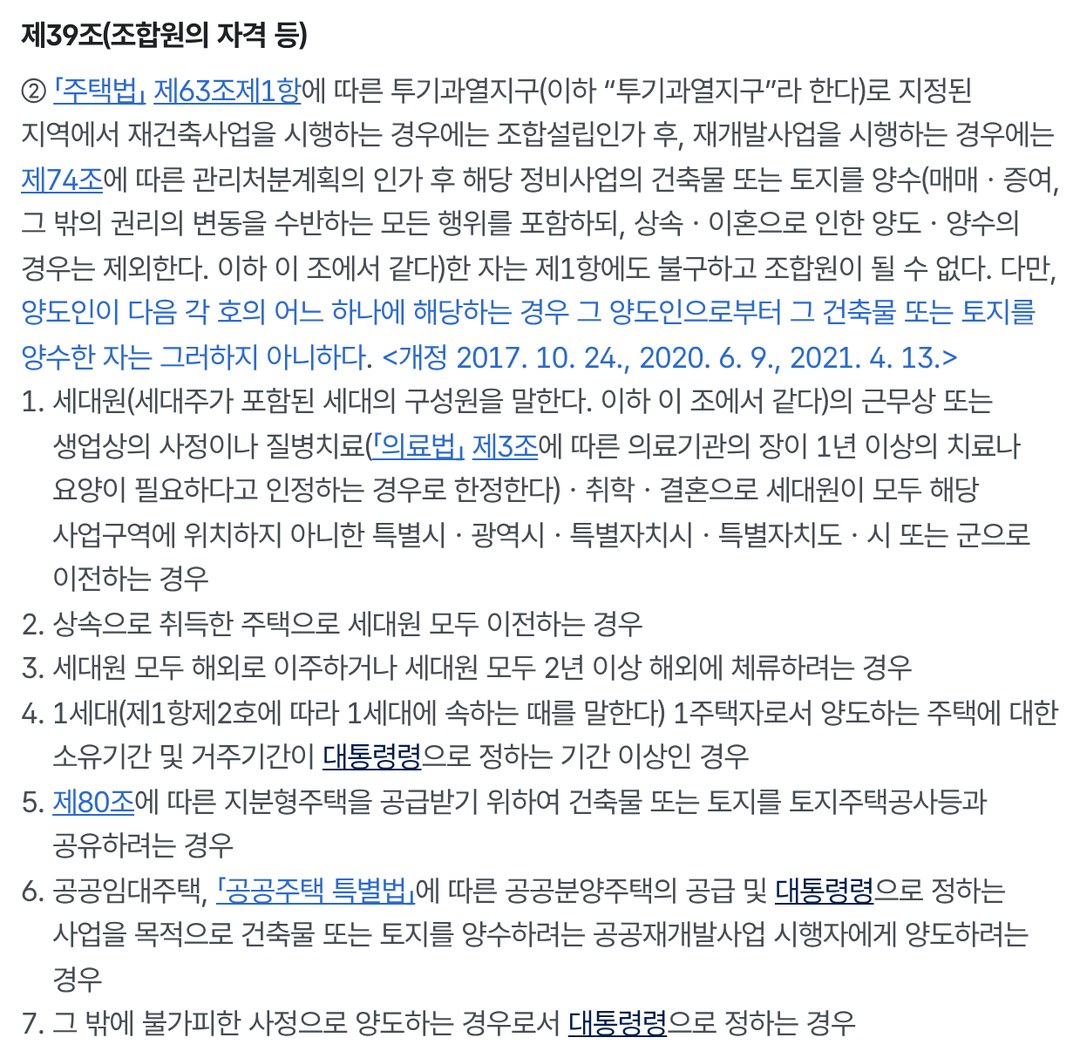 제39조(조합원의 자격 등)
② 「주택법」 제63조제1항에 따른 투기과열지구(이하 “투기과열지구”라 한다)로 지정된
지역에서 재건축사업을 시행하는 경우에는 조합설립인가 후, 재개발사업을 시행하는 경우에는
제74조에 따른 관리처분계획의 인가 후 해당 정비사업의 건축물 또는 토지를 양수(매매ㆍ증여,
그 밖의 권리의 변동을 수반하는 모든 행위를 포함하되, 상속ㆍ이혼으로 인한 양도ㆍ양수의
경우는 제외한다. 이하 이 조에서 같다)한 자는 제1항에도 불구하고 조합원이 될 수 없다. 다만,
양도인이 다음 각 호의 어느 하나에 해당하는 경우 그 양도인으로부터 그 건축물 또는 토지를
양수한 자는 그러하지 아니하다. <개정 2017. 10. 24., 2020. 6. 9., 2021. 4. 13.>
1. 세대원(세대주가 포함된 세대의 구성원을 말한다. 이하 이 조에서 같다)의 근무상 또는
생업상의 사정이나 질병치료(「의료법」 제3조에 따른 의료기관의 장이 1년 이상의 치료나
요양이 필요하다고 인정하는 경우로 한정한다)ㆍ취학ㆍ결혼으로 세대원이 모두 해당
사업구역에 위치하지 아니한 특별시ㆍ광역시ㆍ특별자치시ㆍ특별자치도ㆍ시 또는 군으로
이전하는 경우
2. 상속으로 취득한 주택으로 세대원 모두 이전하는 경우
3. 세대원 모두 해외로 이주하거나 세대원 모두 2년 이상 해외에 체류하려는 경우
4. 1세대(제1항제2호에 따라 1세대에 속하는 때를 말한다) 1주택자로서 양도하는 주택에 대한
소유기간 및 거주기간이 대통령령으로 정하는 기간 이상인 경우
5. 제80조에 따른 지분형주택을 공급받기 위하여 건축물 또는 토지를 토지주택공사등과
공유하려는 경우
6. 공공임대주택, 「공공주택 특별법」에 따른 공공분양주택의 공급 및 대통령령으로 정하는
사업을 목적으로 건축물 또는 토지를 양수하려는 공공재개발사업 시행자에게 양도하려는
경우
7. 그 밖에 불가피한 사정으로 양도하는 경우로서 대통령령으로 정하는 경우